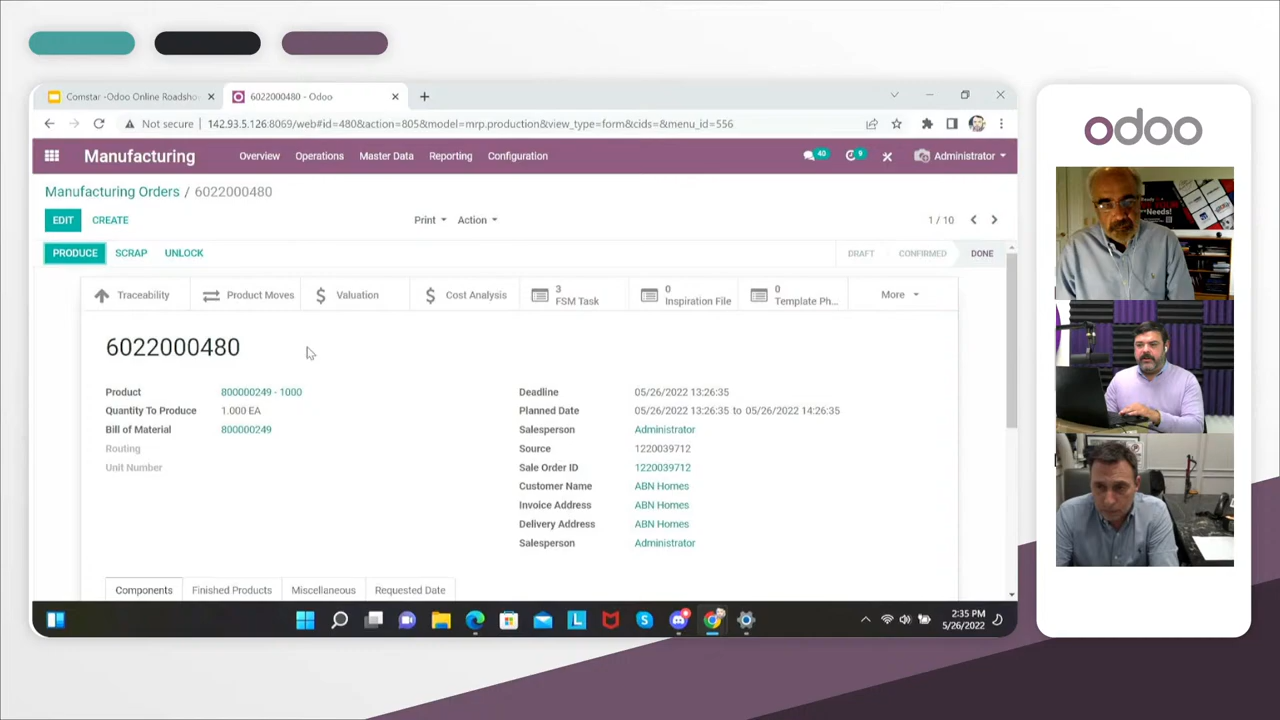 Comstar -Odoo Online Roadsho
6022000480 - Odoo
Not secure
142.93.5.126:8069/web#id=480&action=805&model=mrp.production&view_type=form&cids=&menu_id=556
Manufacturing
Overview
Operations
Master Data
Reporting
Configuration
40
9
Administrator
Manufacturing Orders / 6022000480
EDIT
CREATE
Print
Action
1 / 10
PRODUCE
SCRAP
UNLOCK
DRAFT
CONFIRMED
DONE
Traceability
Product Moves
Valuation
Cost Analysis
3
FSM Task
0
Inspiration File
0
Template Ph...
More
6022000480
Product 800000249 - 1000
Quantity To Produce 1.000 EA
Bill of Material 800000249
Routing
Unit Number
Deadline 05/26/2022 13:26:35
Planned Date 05/26/2022 13:26:35 to 05/26/2022 14:26:35
Salesperson Administrator
Source 1220039712
Sale Order ID 1220039712
Customer Name ABN Homes
Invoice Address ABN Homes
Delivery Address ABN Homes
Salesperson Administrator
Components
Finished Products
Miscellaneous
Requested Date
2:35 PM
5/26/2022
odoo
Needs!